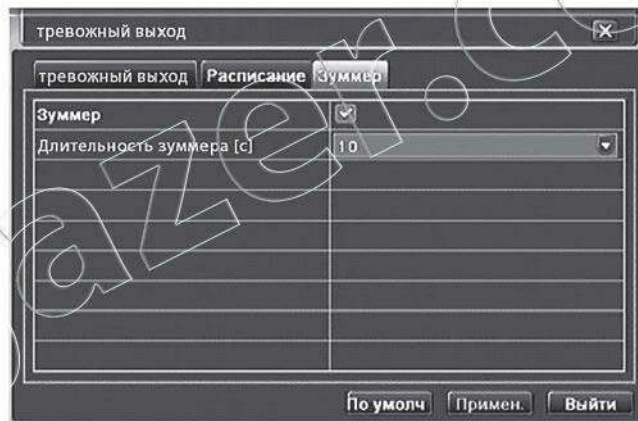 тревожный выход
тревожный выход Расписание Зуммер
Зуммер
Длительность зуммера [с] 10
По умолч Примен. Выйти